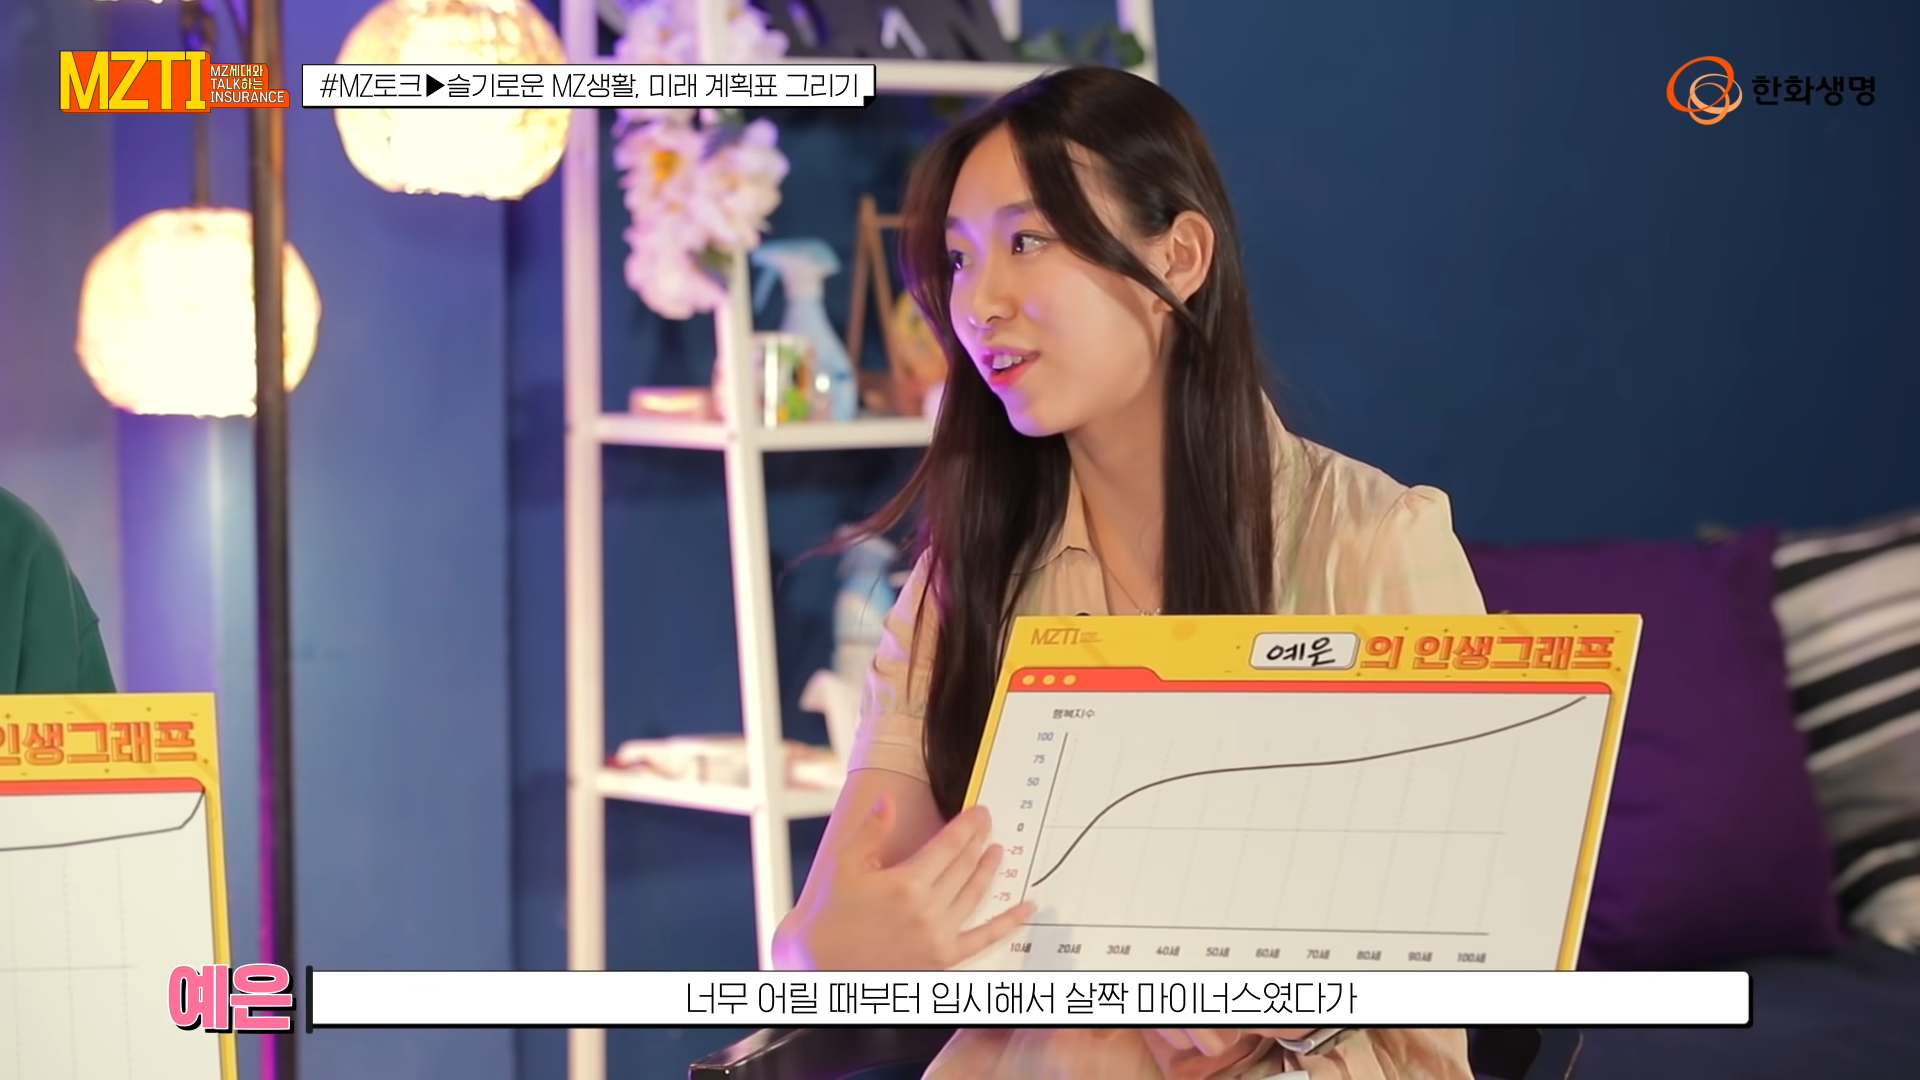 MZTI
MZ세대와
TALK하는
INSURANCE
#MZ토크▶슬기로운 MZ생활, 미래 계획표 그리기
한화생명
MZTI
예은의 인생그래프
행복지수
100
75
50
25
0
-25
-50
-75
10세 20세 30세 40세 50세 60세 70세 80세 90세 100세
인생그래프
예은
너무 어릴 때부터 입시해서 살짝 마이너스였다가